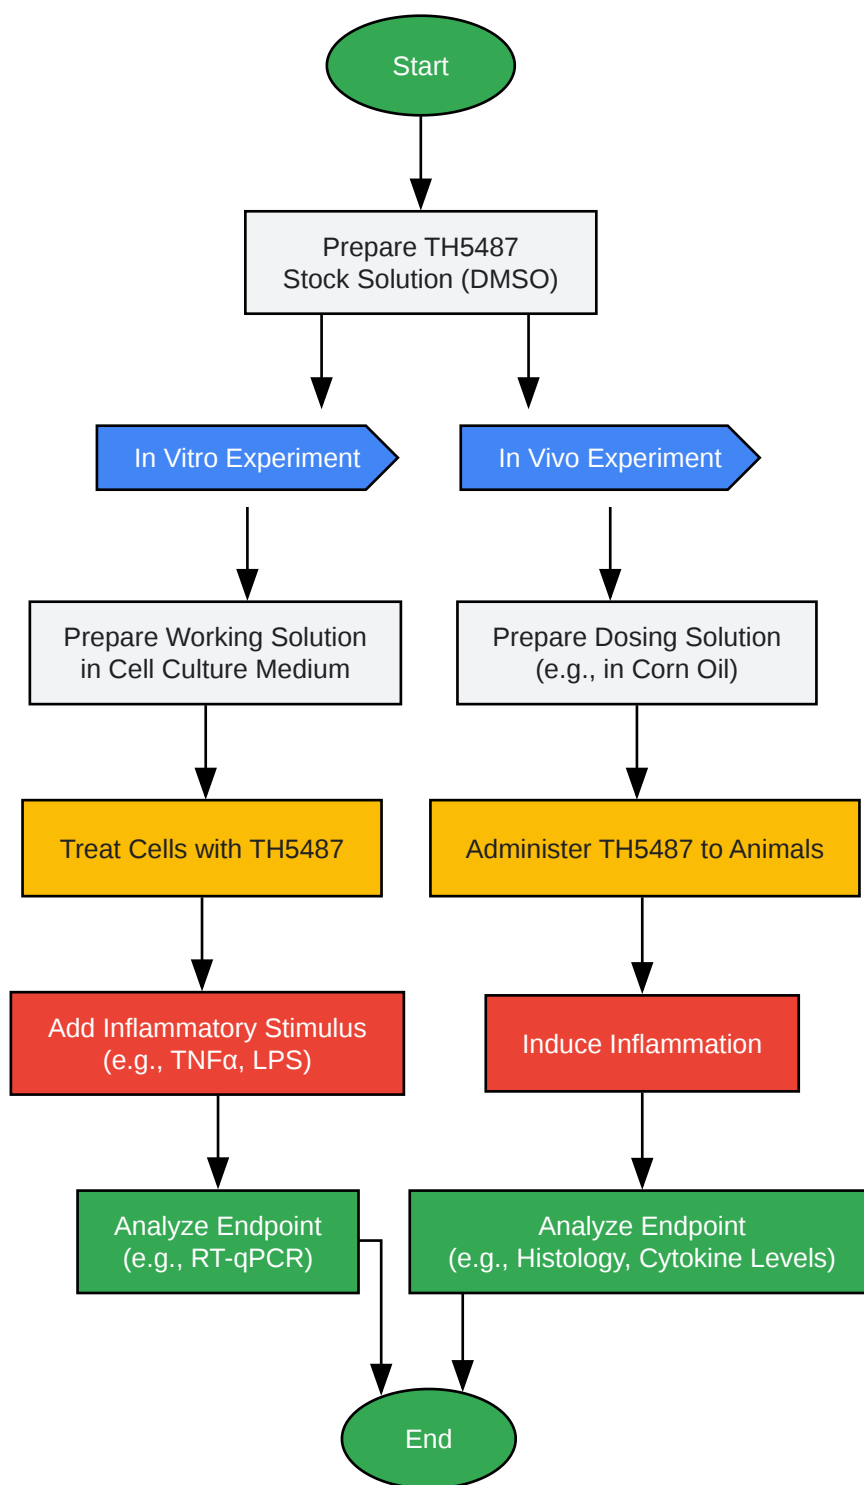 Start
Prepare TH5487
Stock Solution (DMSO)
In Vitro Experiment
In Vivo Experiment
Prepare Working Solution
in Cell Culture Medium
Prepare Dosing Solution
(e.g., in Corn Oil)
Treat Cells with TH5487
Administer TH5487 to Animals
Add Inflammatory Stimulus
(e.g., TNFα, LPS)
Induce Inflammation
Analyze Endpoint
(e.g., RT-qPCR)
Analyze Endpoint
(e.g., Histology, Cytokine Levels)
End